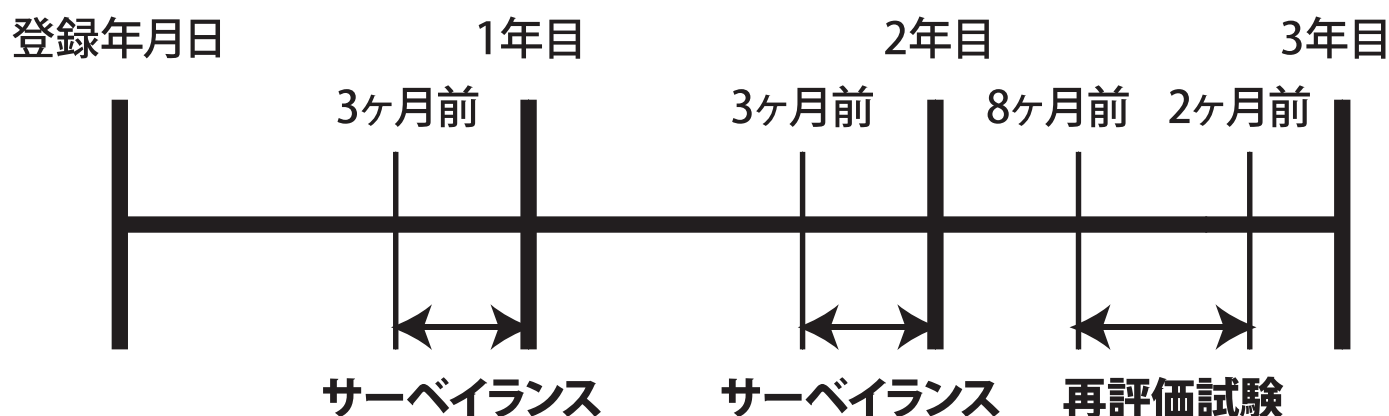 登録年月日 1年目 2年目 3年目
3ヶ月前 3ヶ月前 8ヶ月前 2ヶ月前
サーベイランス サーベイランス 再評価試験